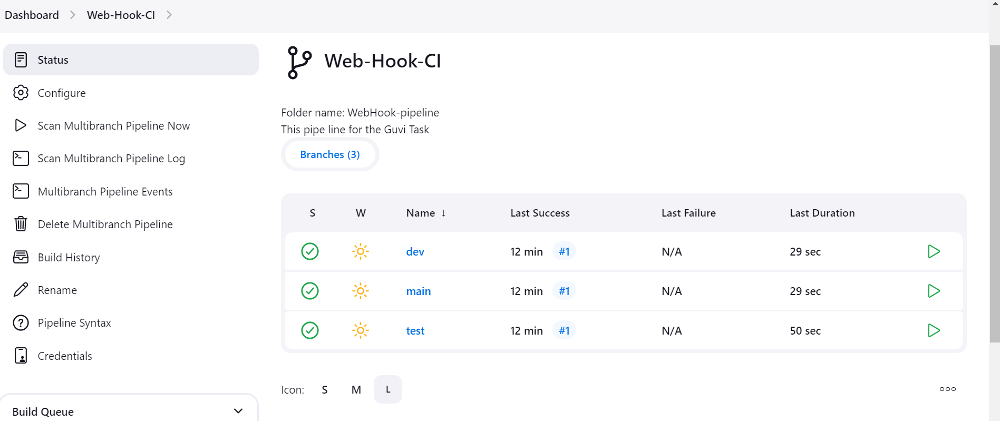 Dashboard > Web-Hook-CI >
Status
Configure
Scan Multibranch Pipeline Now
Scan Multibranch Pipeline Log
Multibranch Pipeline Events
Delete Multibranch Pipeline
Build History
Rename
Pipeline Syntax
Credentials
Build Queue
Web-Hook-CI
Folder name: WebHook-pipeline
This pipe line for the Guvi Task
Branches (3)
S W Name ↓ Last Success Last Failure Last Duration
dev 12 min #1 N/A 29 sec
main 12 min #1 N/A 29 sec
test 12 min #1 N/A 50 sec
Icon: S M L